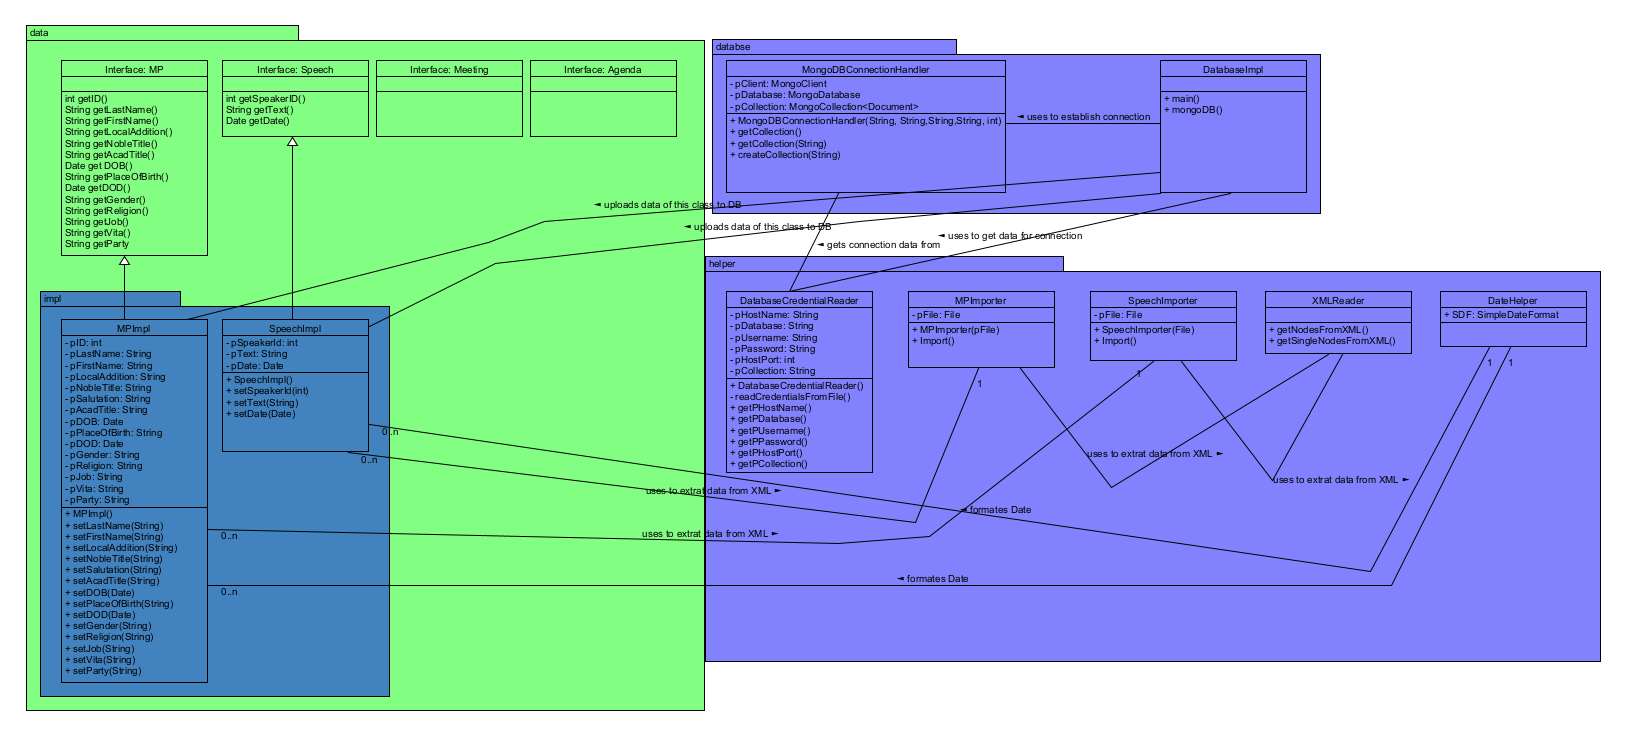 data
Interface: MP
int getID()
String getLastName()
String getFirstName()
String getLocalAddition()
String getNobleTitle()
String getAcadTitle()
Date get DOB()
String getPlaceOfBirth()
Date getDOD()
String getGender()
String getReligion()
String getJob()
String getVita()
String getParty
Interface: Speech
int getSpeakerID()
String getText()
Date getDate()
Interface: Meeting
Interface: Agenda
impl
MPImpl
- pID: int
- pLastName: String
- pFirstName: String
- pLocalAddition: String
- pNobleTitle: String
- pSalutation: String
- pAcadTitle: String
- pDOB: Date
- pPlaceOfBirth: String
- pDOD: Date
- pGender: String
- pReligion: String
- pJob: String
- pVita: String
- pParty: String
+ MPImpl()
+ setLastName(String)
+ setFirstName(String)
+ setLocalAddition(String)
+ setNobleTitle(String)
+ setSalutation(String)
+ setAcadTitle(String)
+ setDOB(Date)
+ setPlaceOfBirth(String)
+ setDOD(Date)
+ setGender(String)
+ setReligion(String)
+ setJob(String)
+ setVita(String)
+ setParty(String)
SpeechImpl
- pSpeakerId: int
- pText: String
- pDate: Date
+ SpeechImpl()
+ setSpeakerId(int)
+ setText(String)
+ setDate(Date)
databse
MongoDBConnectionHandler
- pClient: MongoClient
- pDatabase: MongoDatabase
- pCollection: MongoCollection<Document>
+ MongoDBConnectionHandler(String, String,String,String, int)
+ getCollection()
+ getCollection(String)
+ createCollection(String)
◄ uses to establish connection
DatabaseImpl
+ main()
+ mongoDB()
◄ uploads data of this class to DB
◄ uploads data of this class to DB
◄ uses to get data for connection
◄ gets connection data from
helper
DatabaseCredentialReader
- pHostName: String
- pDatabase: String
- pUsername: String
- pPassword: String
- pHostPort: int
- pCollection: String
+ DatabaseCredentialReader()
- readCredentialsFromFile()
+ getPHostName()
+ getPDatabase()
+ getPUsername()
+ getPPassword()
+ getPHostPort()
+ getPCollection()
MPImporter
- pFile: File
+ MPImporter(pFile)
+ Import()
SpeechImporter
- pFile: File
+ SpeechImporter(File)
+ Import()
XMLReader
+ getNodesFromXML()
+ getSingleNodesFromXML()
DateHelper
+ SDF: SimpleDateFormat
1
1
1
1
0..n
0..n
uses to extrat data from XML ►
uses to extrat data from XML ►
uses to extrat data from XML ►
◄ formates Date
0..n
uses to extrat data from XML ►
◄ formates Date
0..n